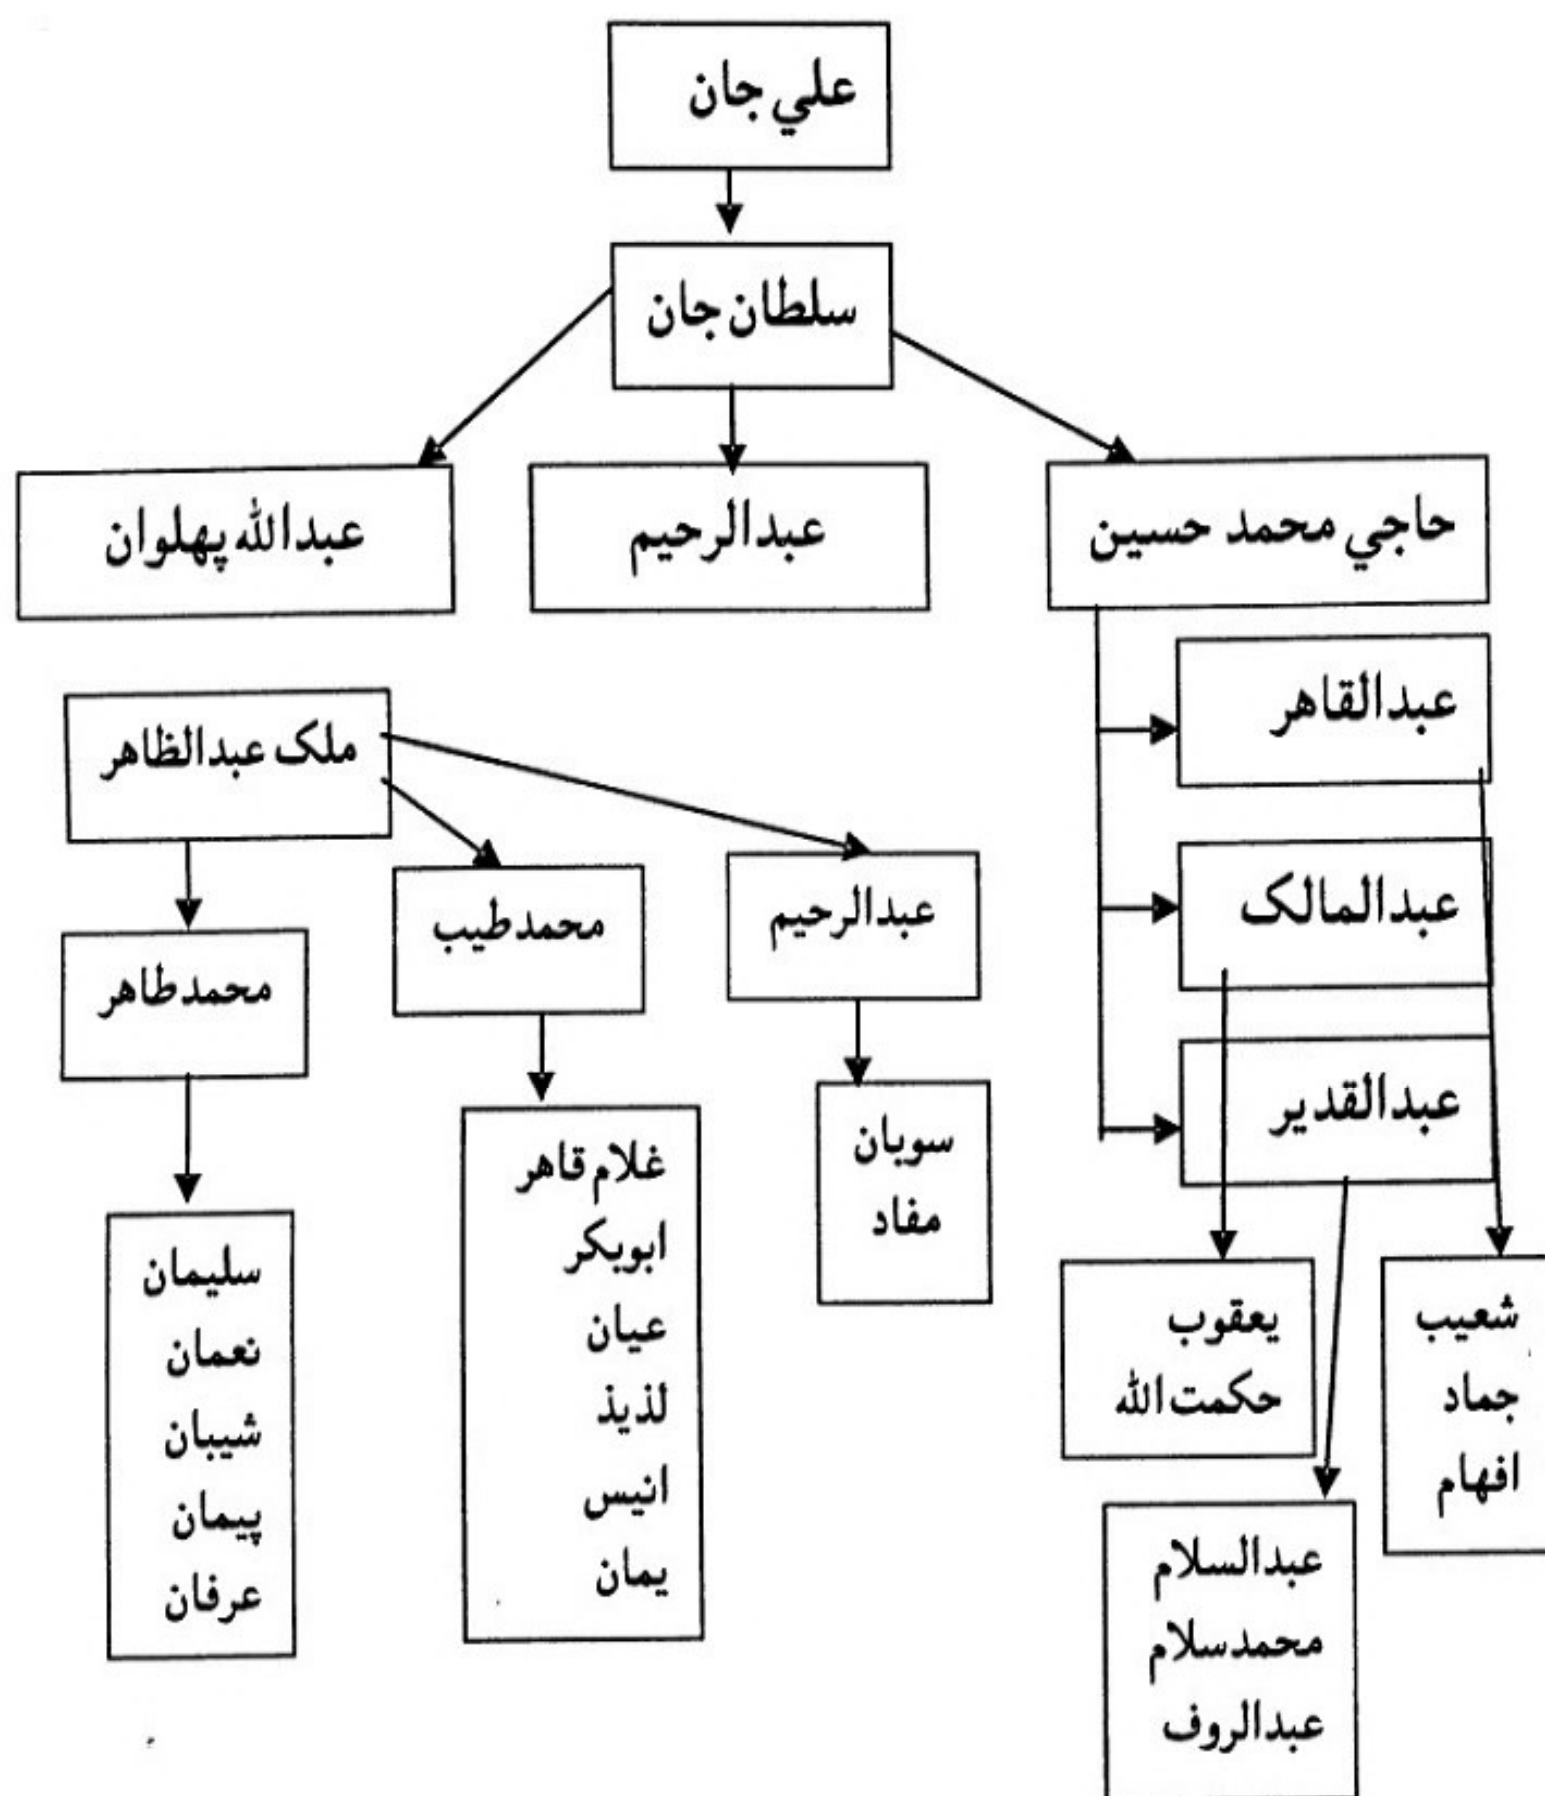 علي جان
سلطان جان
حاجي محمد حسين
عبدالرحيم
عبدالله پهلوان
عبدالقاهر
عبدالمالک
عبدالقدير
شعيب
جماد
افهام
يعقوب
حکمت الله
عبدالسلام
محمدسلام
عبدالروف
ملک عبدالظاهر
عبدالرحيم
محمدطيب
محمدطاهر
سوبان
مفاد
غلام قاهر
ابوبکر
عيان
لذيذ
انيس
يمان
سليمان
نعمان
شيبان
پيمان
عرفان